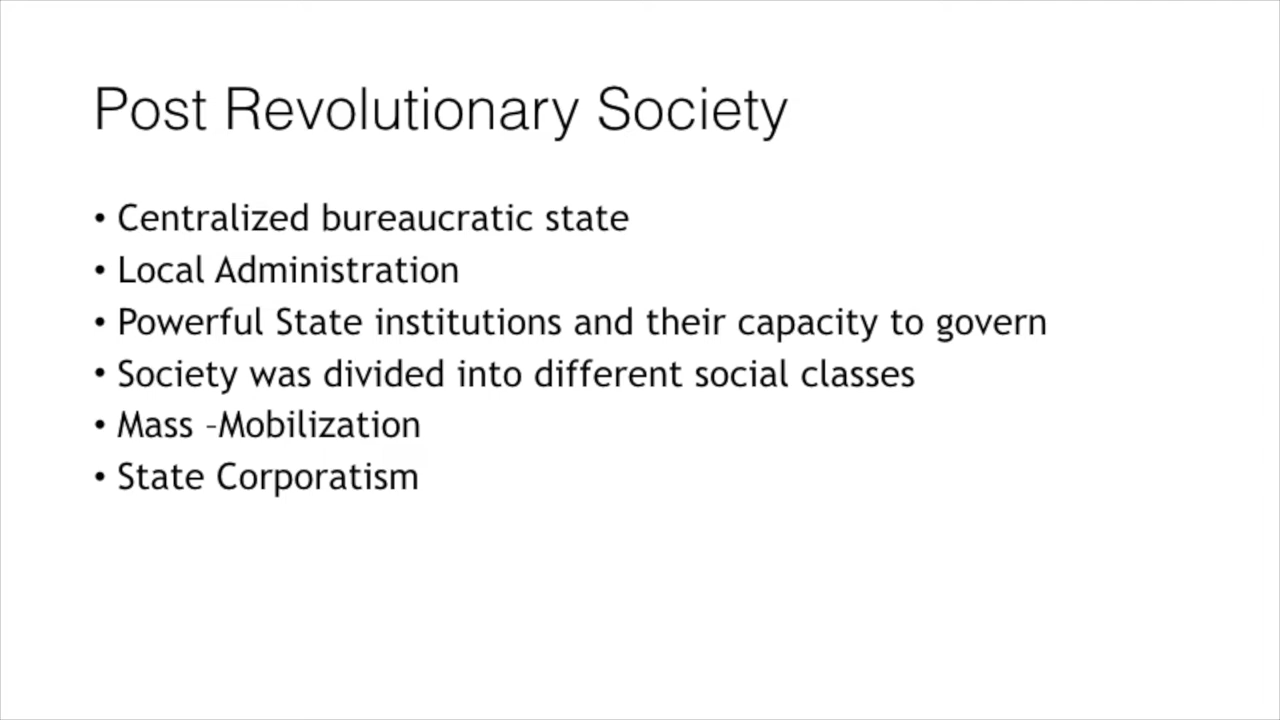 Post Revolutionary Society
• Centralized bureaucratic state
• Local Administration
• Powerful State institutions and their capacity to govern
• Society was divided into different social classes
• Mass –Mobilization
• State Corporatism